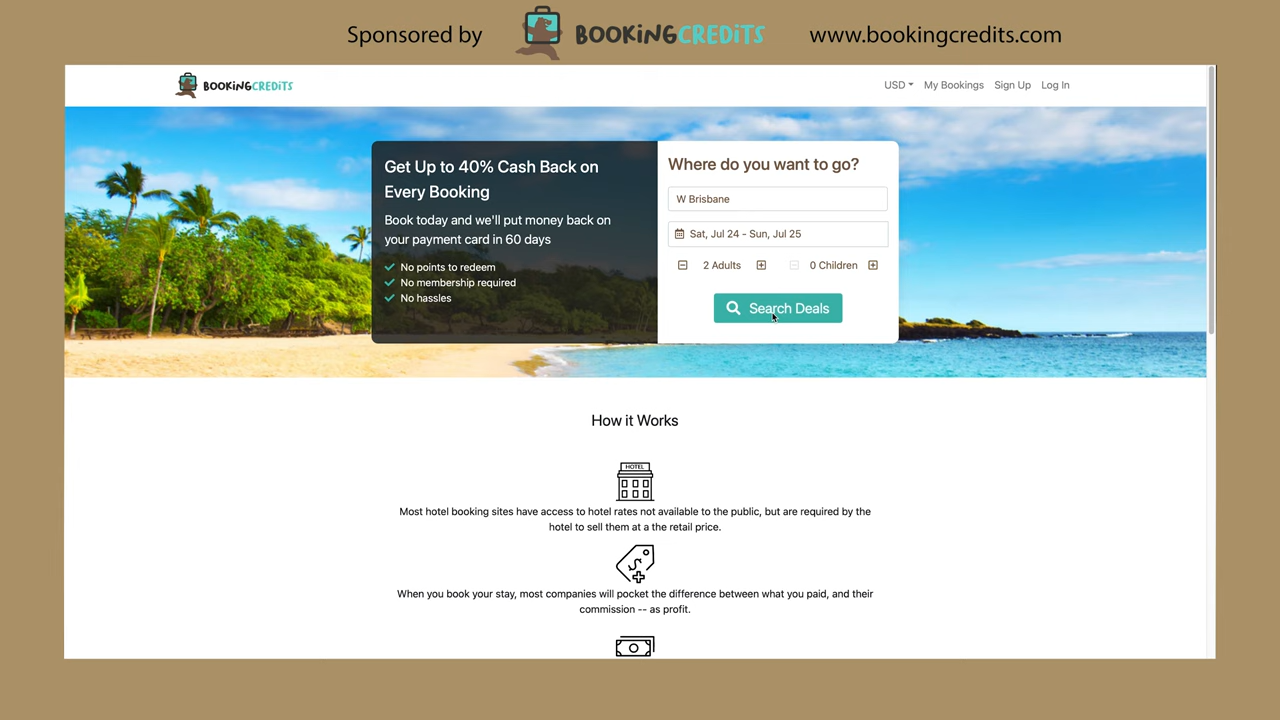 Sponsored by BOOKiNGCREDiTS www.bookingcredits.com
BOOKiNGCREDiTS USD My Bookings Sign Up Log In
Get Up to 40% Cash Back on
Every Booking
Book today and we'll put money back on
your payment card in 60 days
No points to redeem
No membership required
No hassles
Where do you want to go?
W Brisbane
Sat, Jul 24 - Sun, Jul 25
2 Adults 0 Children
Search Deals
How it Works
HOTEL
Most hotel booking sites have access to hotel rates not available to the public, but are required by the
hotel to sell them at a the retail price.
When you book your stay, most companies will pocket the difference between what you paid, and their
commission -- as profit.